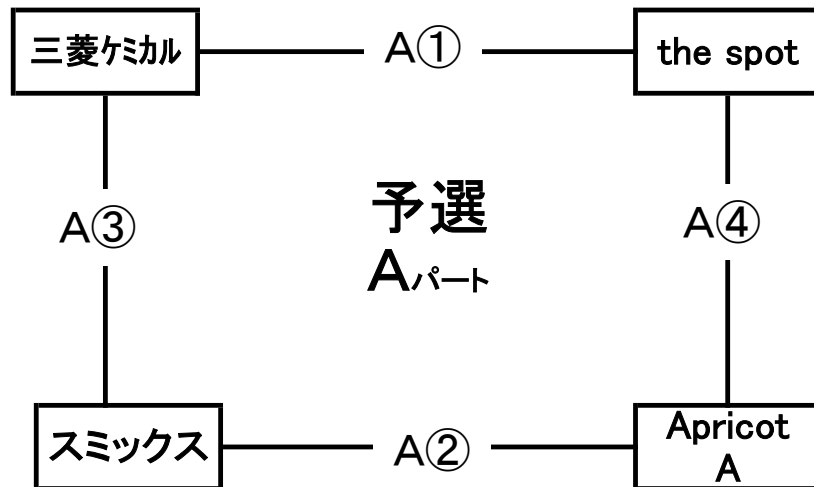 三菱ｹﾐｶﾙ
A①
the spot
予選
Aパート
A③
A④
スミックス
A②
Apricot
A